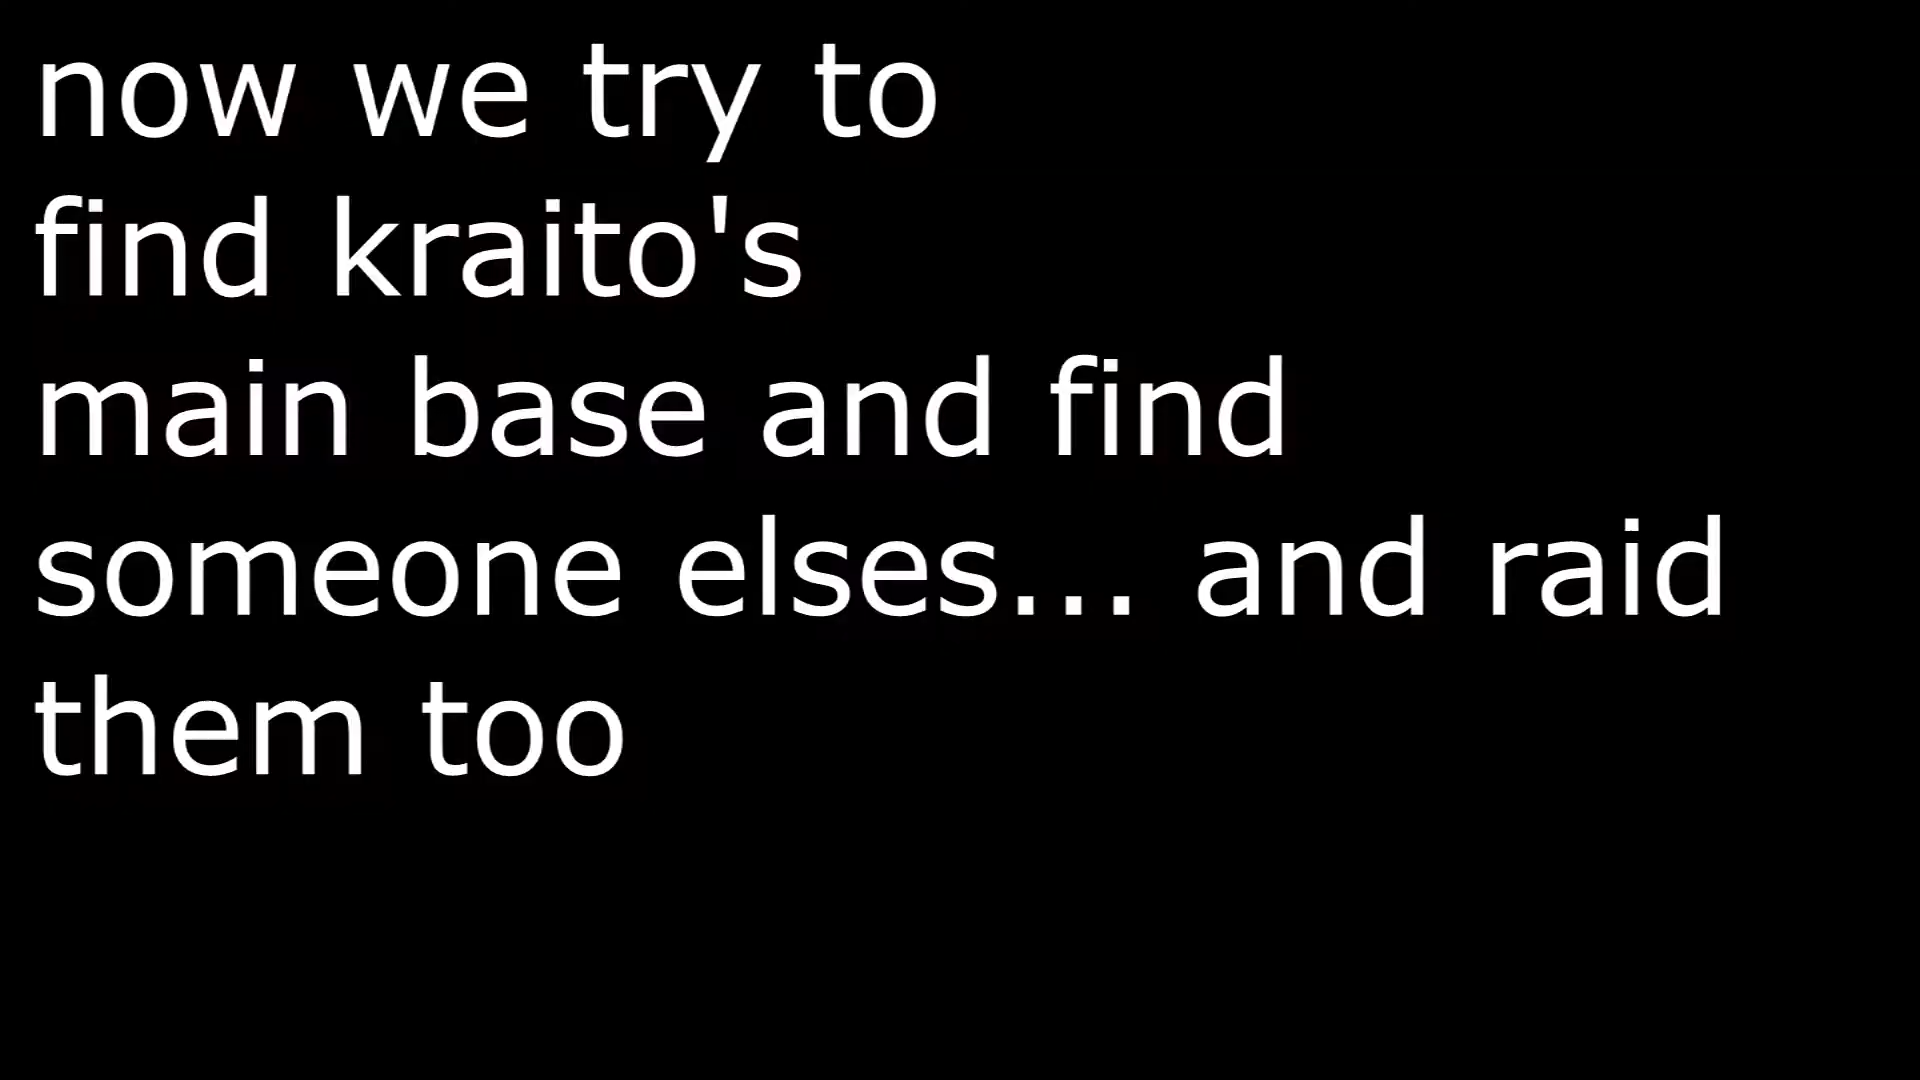 now we try to
find kraito's
main base and find
someone elses... and raid
them too